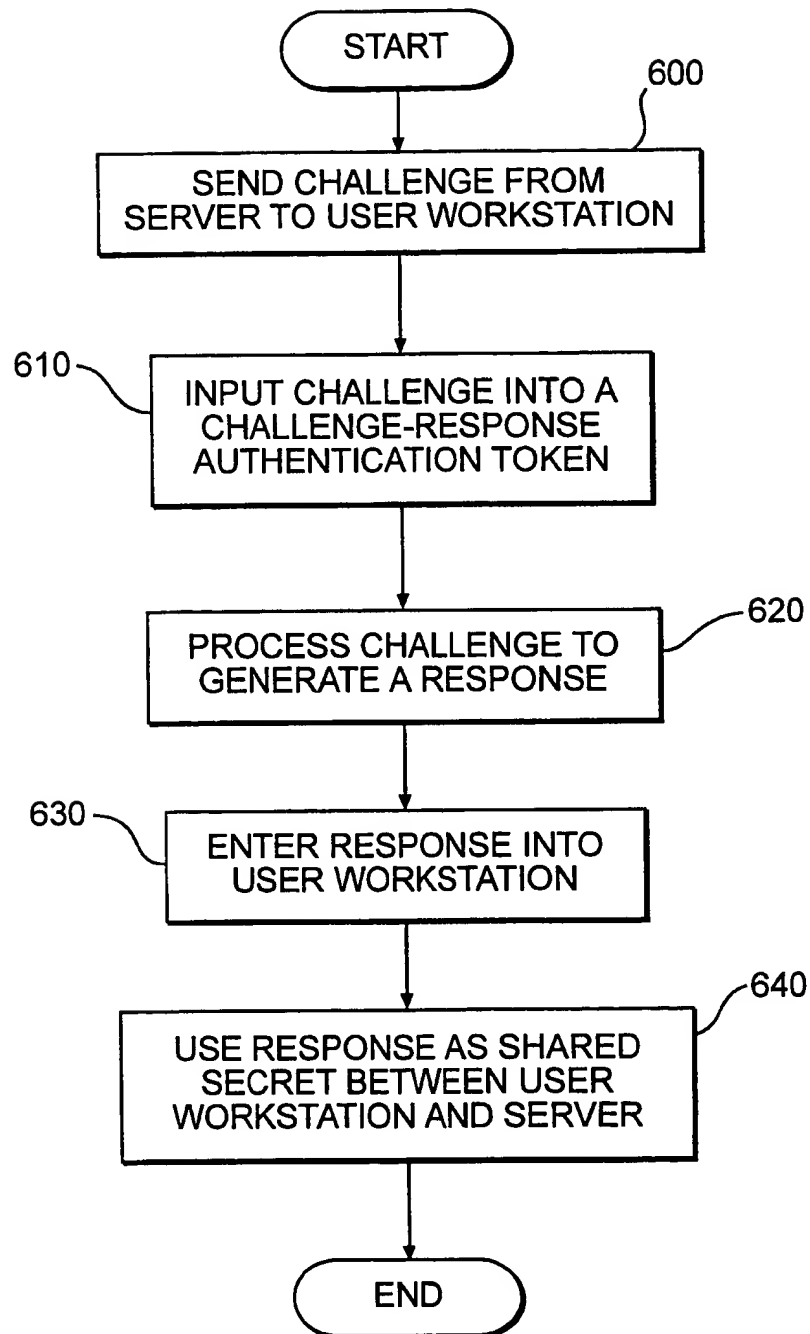 START
600
SEND CHALLENGE FROM
SERVER TO USER WORKSTATION
610
INPUT CHALLENGE INTO A
CHALLENGE-RESPONSE
AUTHENTICATION TOKEN
620
PROCESS CHALLENGE TO
GENERATE A RESPONSE
630
ENTER RESPONSE INTO
USER WORKSTATION
640
USE RESPONSE AS SHARED
SECRET BETWEEN USER
WORKSTATION AND SERVER
END